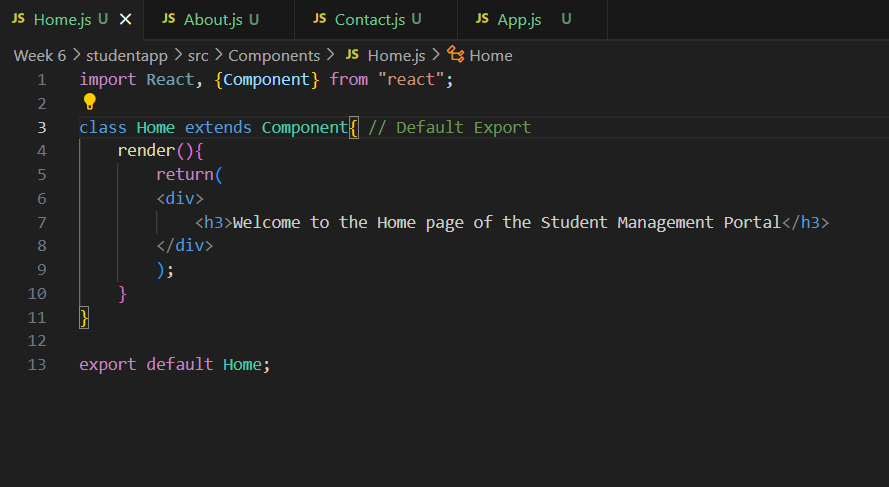 JS Home.js U × JS About.js U JS Contact.js U JS App.js U
Week 6 > studentapp > src > Components > JS Home.js > Home
1 import React, {Component} from "react";
2
3 class Home extends Component{ // Default Export
4 render(){
5 return(
6 <div>
7 <h3>Welcome to the Home page of the Student Management Portal</h3>
8 </div>
9 );
10 }
11 }
12
13 export default Home;